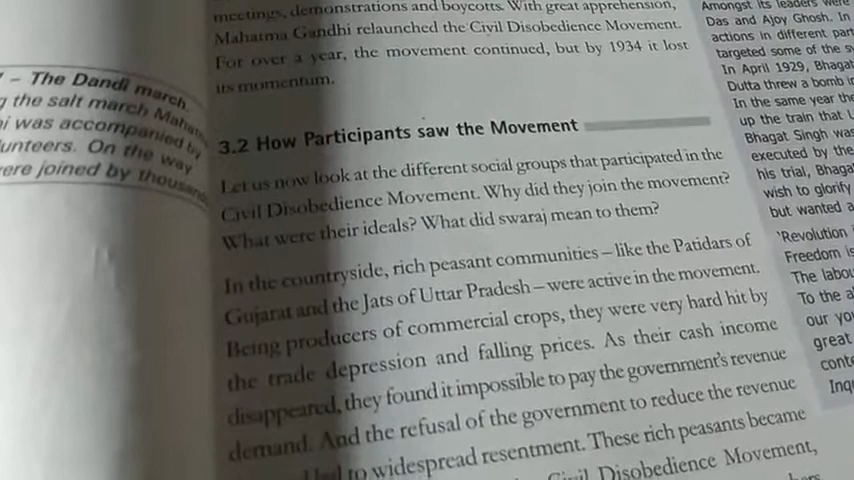 meetings, demonstrations and boycotts. With great apprehension,
Mahatma Gandhi relaunched the Civil Disobedience Movement.
For over a year, the movement continued, but by 1934 it lost
its momentum.
– The Dandi march
the salt march
was accompanied by
On the way
joined by
3.2 How Participants saw the Movement
Let us now look at the different social groups that participated in the
Civil Disobedience Movement. Why did they join the movement?
What were their ideals? What did swaraj mean to them?
In the countryside, rich peasant communities – like the Patidars of
Gujarat and the Jats of Uttar Pradesh – were active in the movement.
Being producers of commercial crops, they were very hard hit by
the trade depression and falling prices. As their cash income
disappeared, they found it impossible to pay the government's revenue
demand. And the refusal of the government to reduce the revenue
to widespread resentment. These rich peasants became
Civil Disobedience Movement,
Amongst its leaders were
Das and Ajoy Ghosh. In
actions in different
targeted some of the
In April 1929,
Dutta threw a bomb
In the same year
up the train that
Bhagat Singh was
executed by the
his trial,
wish to glorify
but wanted a
'Revolution
Freedom is
The
To the
our
great